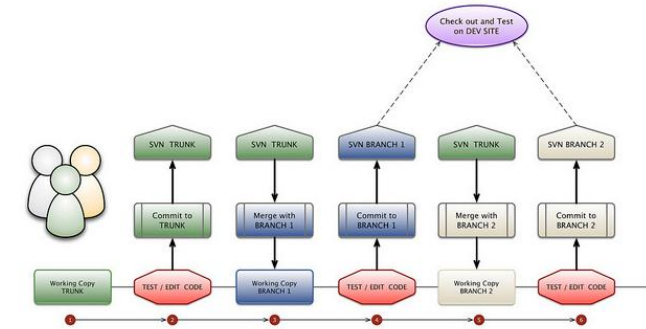 Check out and Test
on DEV SITE
SVN TRUNK
SVN TRUNK
SVN BRANCH 1
SVN TRUNK
SVN BRANCH 2
Commit to
TRUNK
Merge with
BRANCH 1
Commit to
BRANCH 1
Merge with
BRANCH 2
Commit to
BRANCH 2
Working Copy
TRUNK
TEST / EDIT CODE
Working Copy
BRANCH 1
TEST / EDIT CODE
Working Copy
BRANCH 2
TEST / EDIT CODE
1
2
3
4
5
6